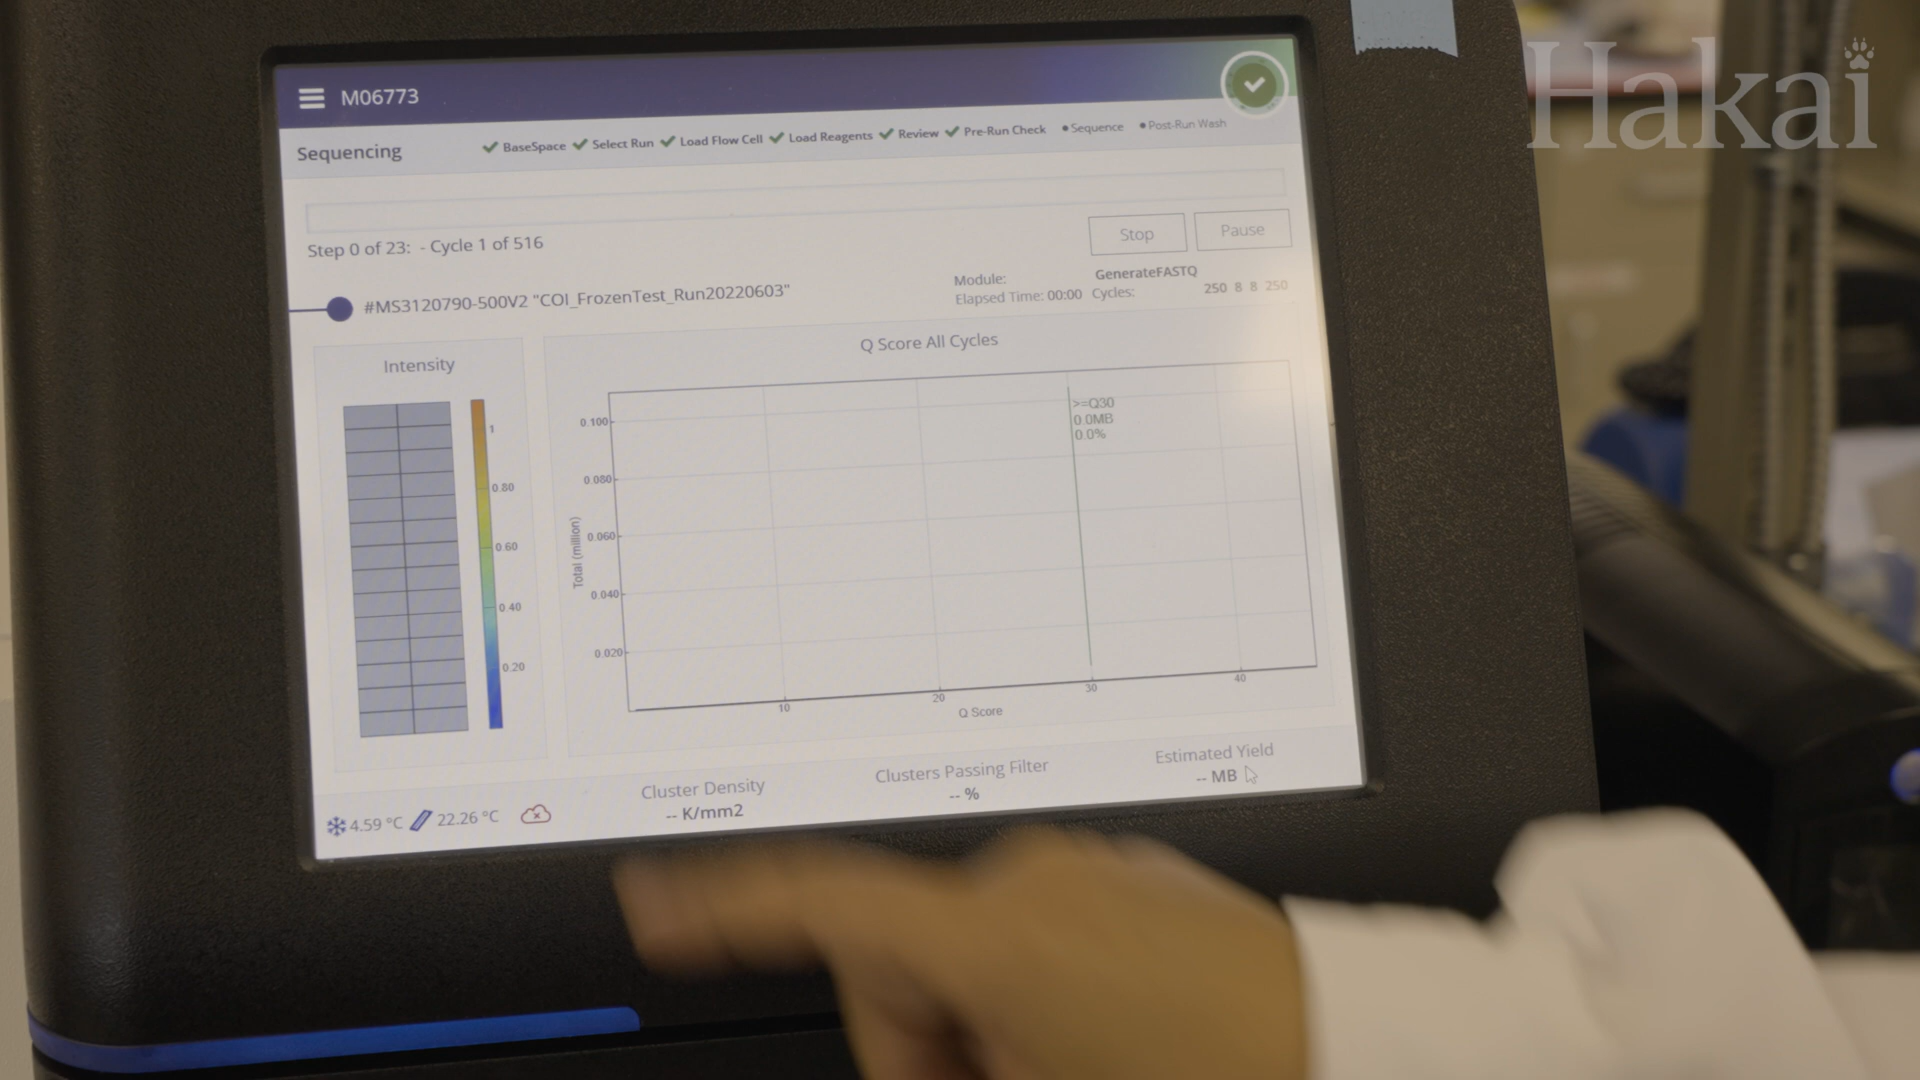 Hakai
M06773
Sequencing
BaseSpace Select Run Load Flow Cell Load Reagents Review Pre-Run Check Sequence Post-Run Wash
Step 0 of 23: - Cycle 1 of 516
Stop
Pause
#MS3120790-500V2 "COI_FrozenTest_Run20220603"
Module: GenerateFASTQ
Elapsed Time: 00:00 Cycles: 250 8 8 250
Intensity
1
0.80
0.60
0.40
0.20
Q Score All Cycles
>=Q30
0.0MB
0.0%
Total (million)
0.100
0.080
0.060
0.040
0.020
10 20 30 40
Q Score
4.59 °C 22.26 °C
Cluster Density
-- K/mm2
Clusters Passing Filter
-- %
Estimated Yield
-- MB